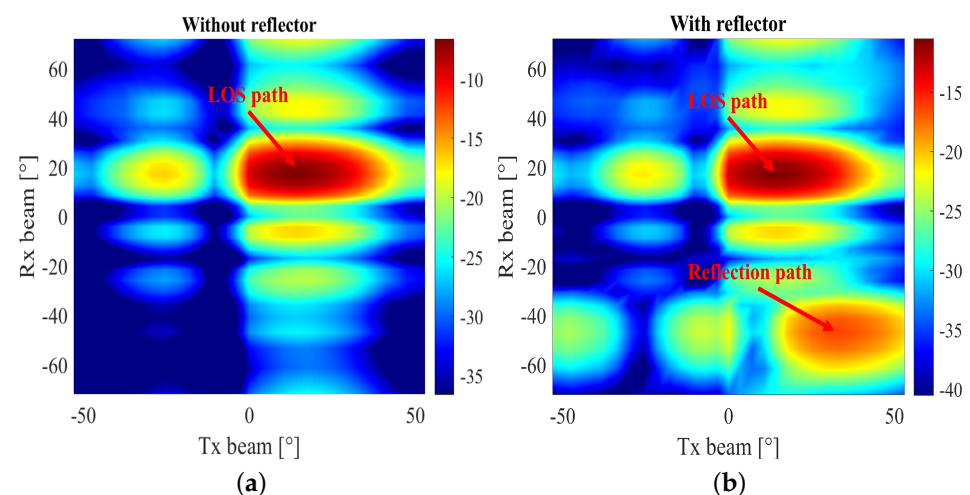 Without reflector
With reflector
60
40
20
0
-20
-40
-60
Rx beam [°]
LOS path
-10
-15
-20
-25
-30
-35
-50
0
50
Tx beam [°]
60
40
20
0
-20
-40
-60
Rx beam [°]
LOS path
Reflection path
-15
-20
-25
-30
-35
-40
-50
0
50
Tx beam [°]
(a)
(b)